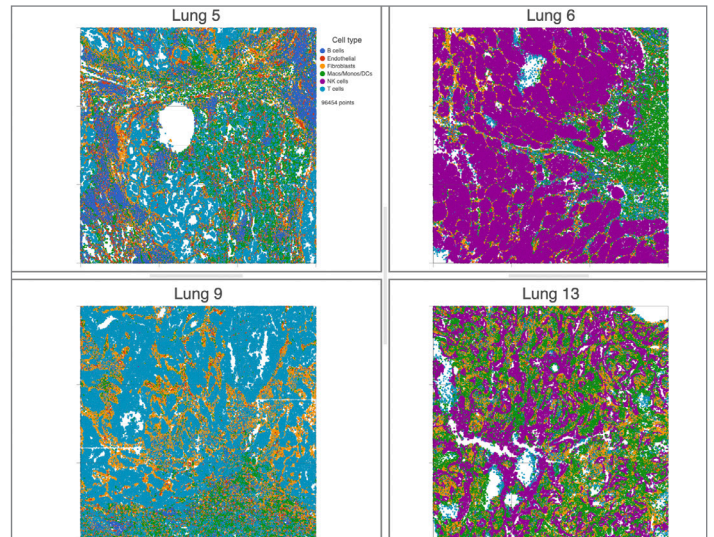 Lung 5
Lung 6
Cell type
B cells
Endothelial
Fibroblasts
Macs/Monos/DCs
NK cells
T cells
96454 points
Lung 9
Lung 13